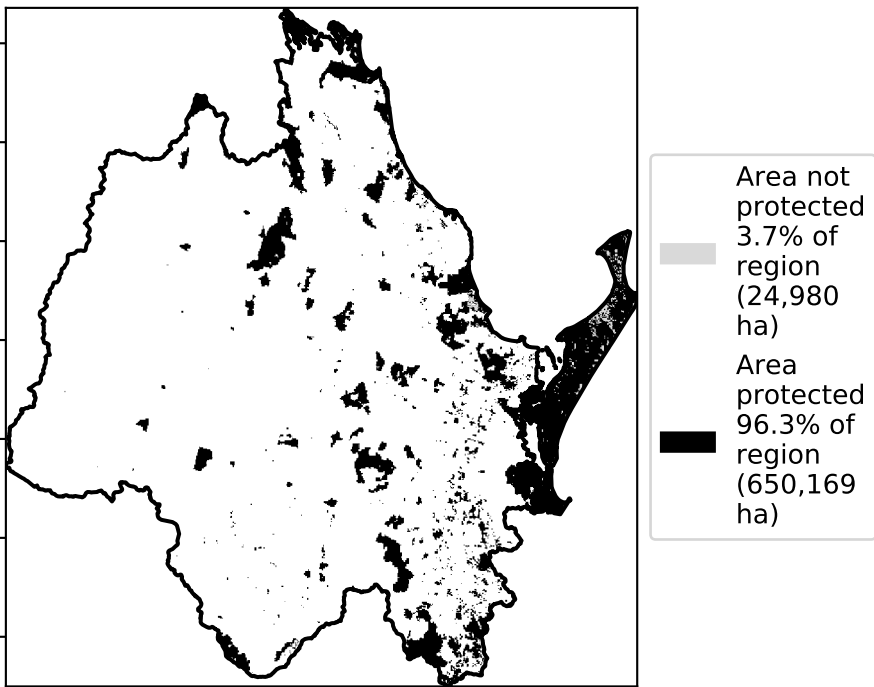 Area not
protected
3.7% of
region
(24,980
ha)
Area
protected
96.3% of
region
(650,169
ha)